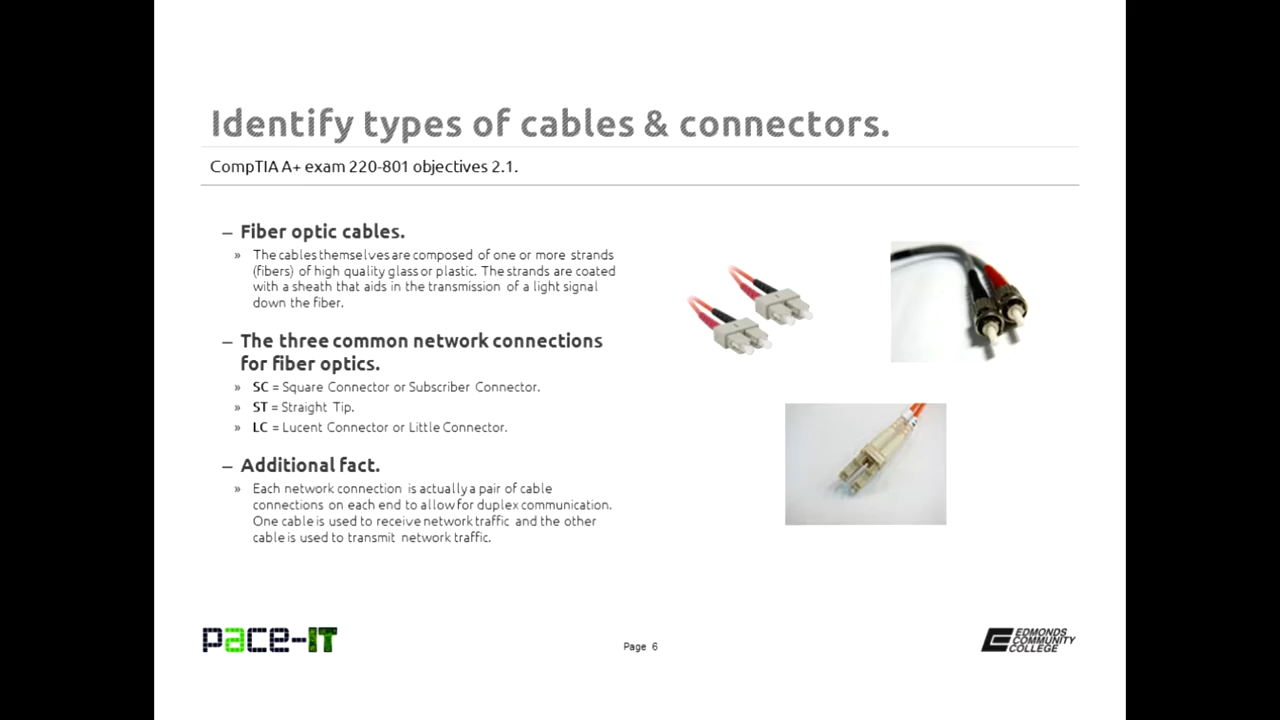 Identify types of cables & connectors.
CompTIA A+ exam 220-801 objectives 2.1.
– Fiber optic cables.
» The cables themselves are composed of one or more strands
(fibers) of high quality glass or plastic. The strands are coated
with a sheath that aids in the transmission of a light signal
down the fiber.
– The three common network connections
for fiber optics.
» SC = Square Connector or Subscriber Connector.
» ST = Straight Tip.
» LC = Lucent Connector or Little Connector.
– Additional fact.
» Each network connection is actually a pair of cable
connections on each end to allow for duplex communication.
One cable is used to receive network traffic and the other
cable is used to transmit network traffic.
pace-IT
Page 6
EDMONDS
COMMUNITY
COLLEGE